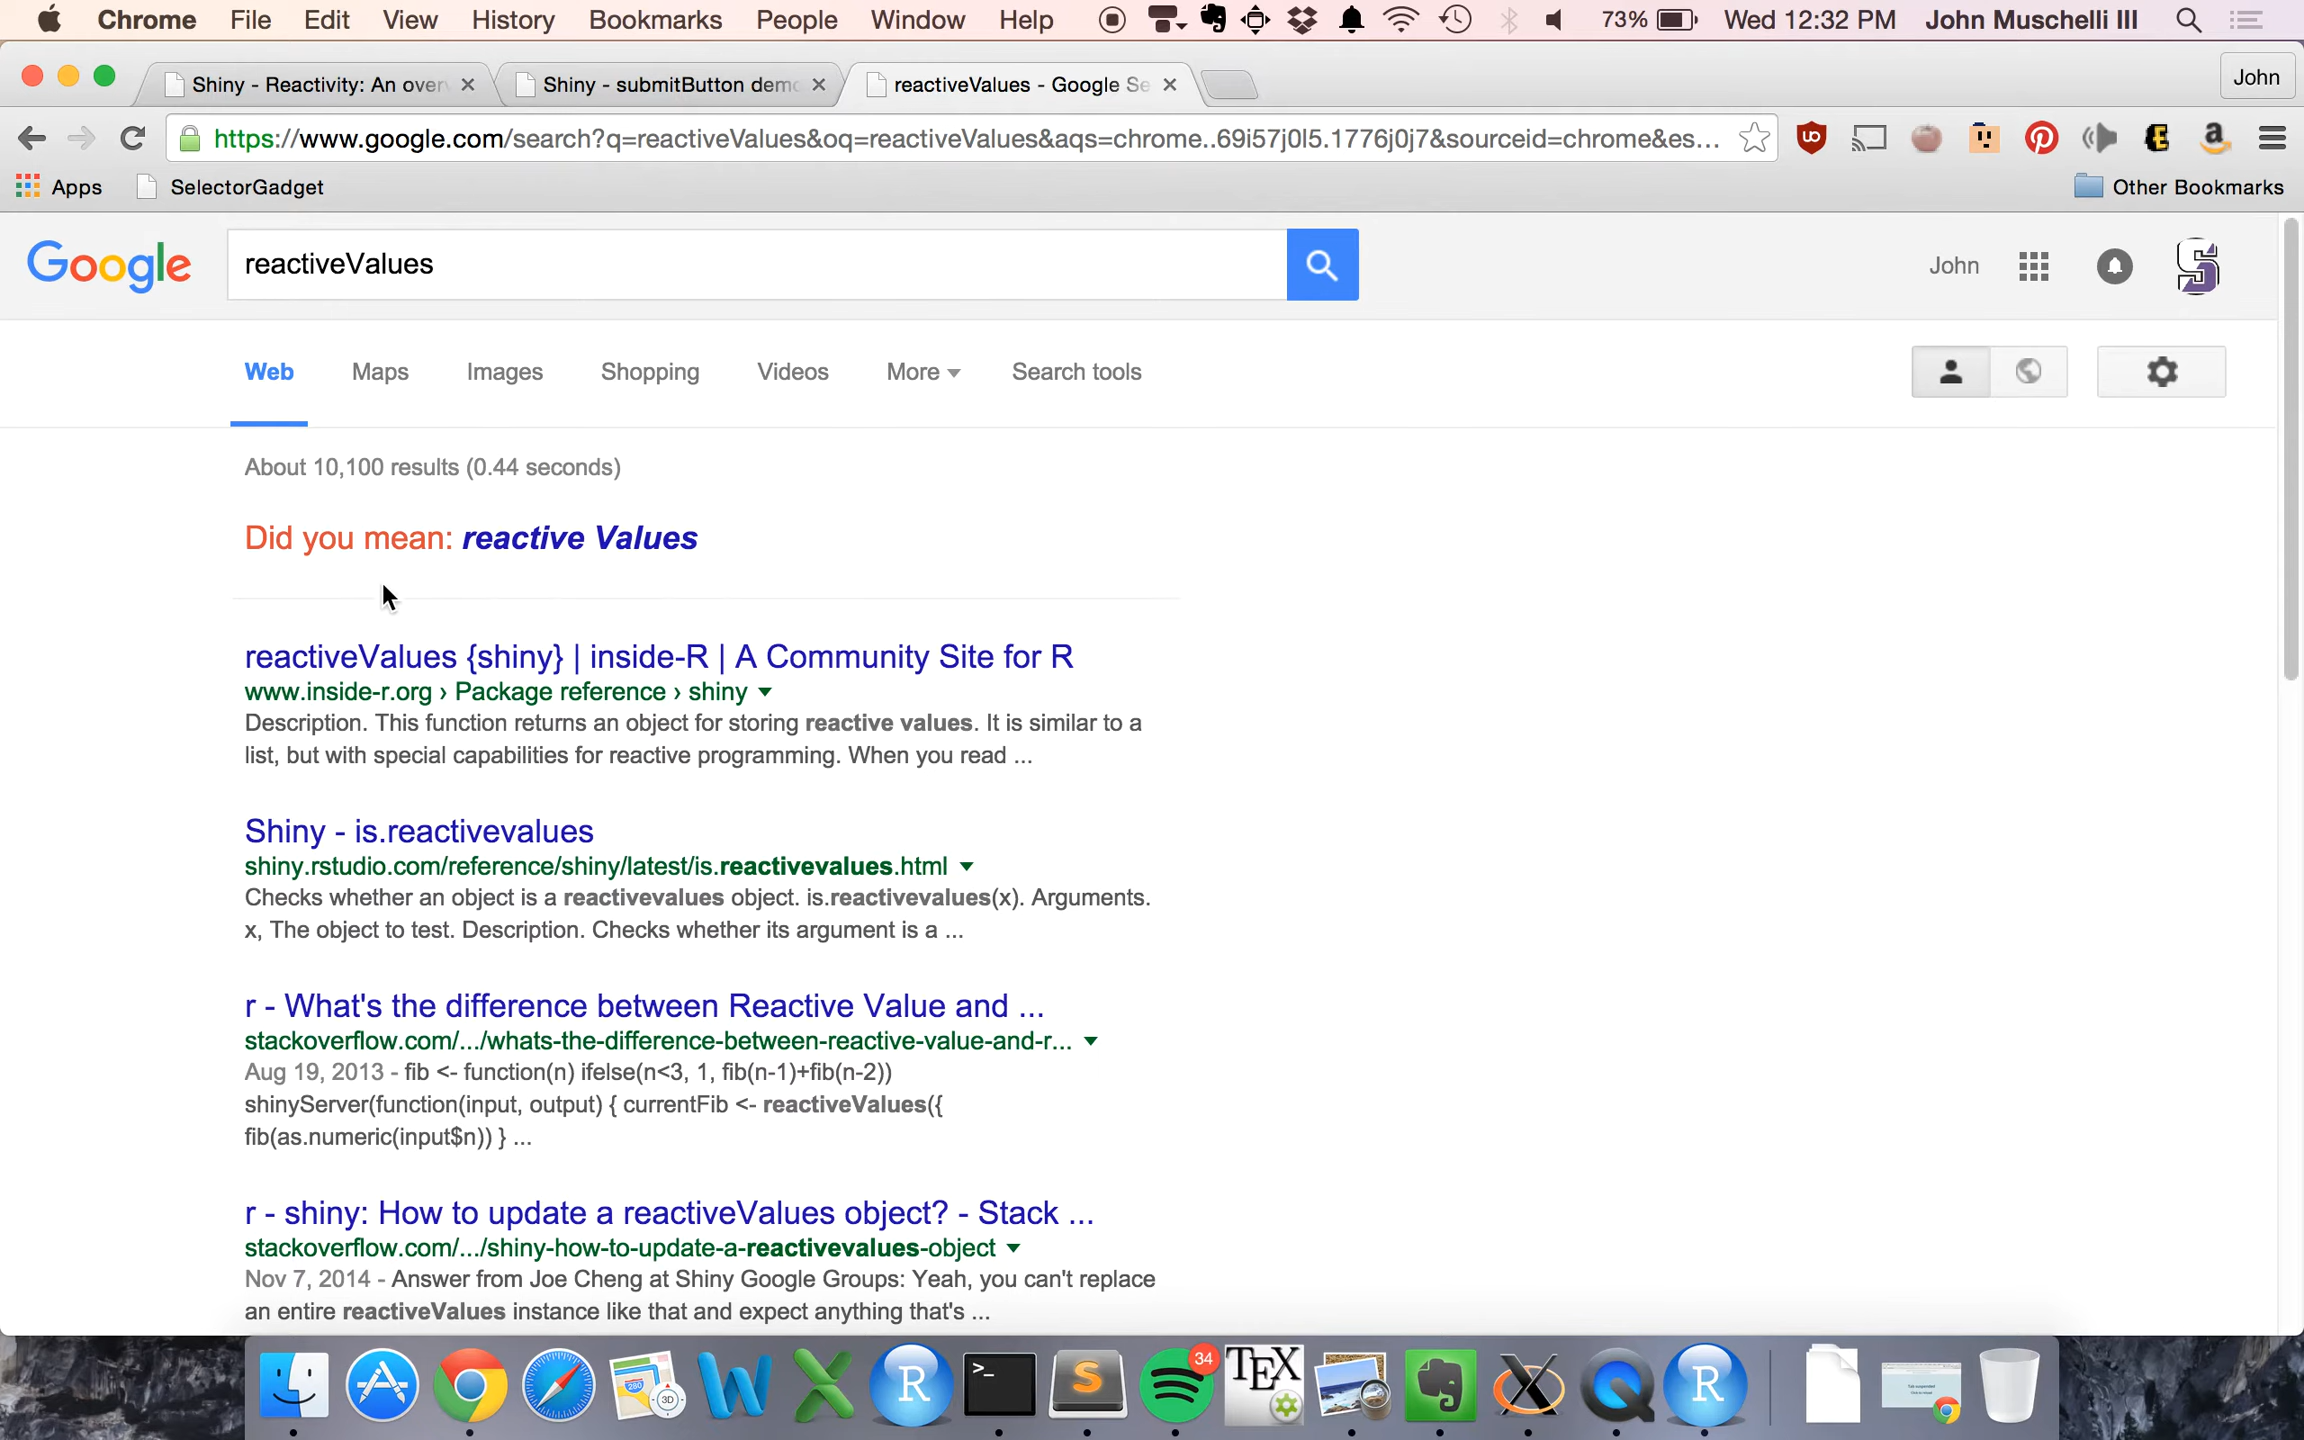 Chrome File Edit View History Bookmarks People Window Help 73% Wed 12:32 PM John Muschelli III
Shiny - Reactivity: An over Shiny - submitButton demo reactiveValues - Google Se John
https://www.google.com/search?q=reactiveValues&oq=reactiveValues&aqs=chrome..69i57j0l5.1776j0j7&sourceid=chrome&es...
Apps SelectorGadget Other Bookmarks
Google reactiveValues John
Web Maps Images Shopping Videos More Search tools
About 10,100 results (0.44 seconds)
Did you mean: reactive Values
reactiveValues {shiny} | inside-R | A Community Site for R
www.inside-r.org › Package reference › shiny
Description. This function returns an object for storing reactive values. It is similar to a
list, but with special capabilities for reactive programming. When you read ...
Shiny - is.reactivevalues
shiny.rstudio.com/reference/shiny/latest/is.reactivevalues.html
Checks whether an object is a reactivevalues object. is.reactivevalues(x). Arguments.
x, The object to test. Description. Checks whether its argument is a ...
r - What's the difference between Reactive Value and ...
stackoverflow.com/.../whats-the-difference-between-reactive-value-and-r...
Aug 19, 2013 - fib <- function(n) ifelse(n<3, 1, fib(n-1)+fib(n-2))
shinyServer(function(input, output) { currentFib <- reactiveValues({
fib(as.numeric(input$n)) } ...
r - shiny: How to update a reactiveValues object? - Stack ...
stackoverflow.com/.../shiny-how-to-update-a-reactivevalues-object
Nov 7, 2014 - Answer from Joe Cheng at Shiny Google Groups: Yeah, you can't replace
an entire reactiveValues instance like that and expect anything that's ...
34
TEX
280
3D